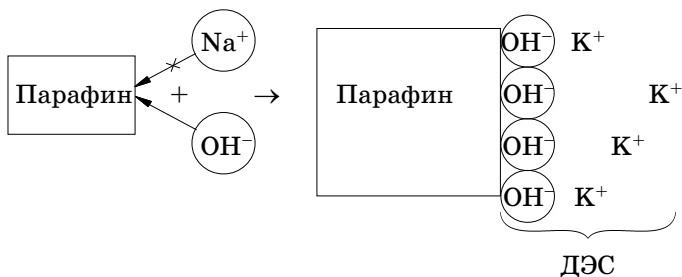 Na⁺
Парафин + →
OH⁻
Парафин
OH⁻ K⁺
OH⁻ K⁺
OH⁻ K⁺
OH⁻ K⁺
ДЭС